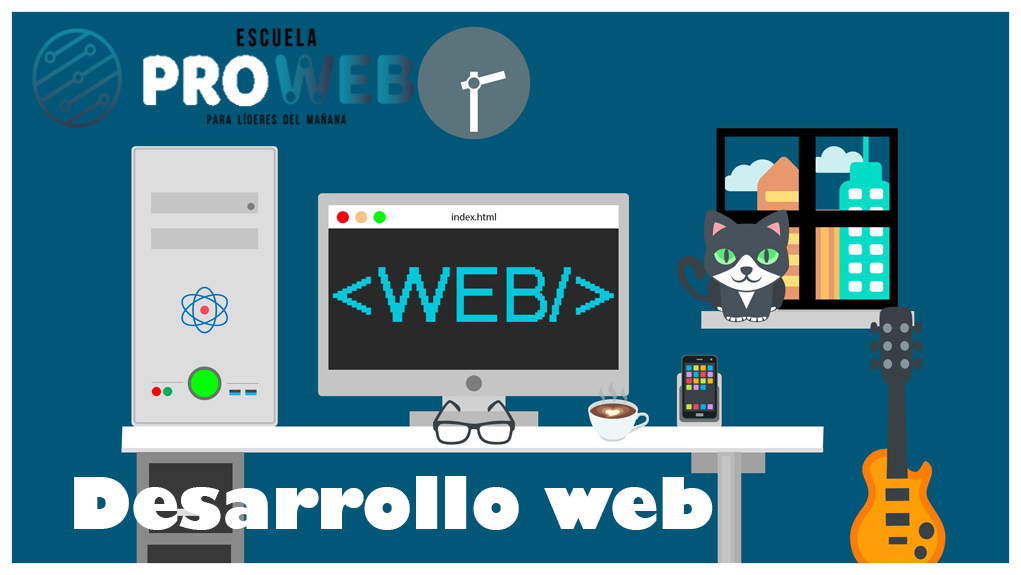 ESCUELA
PROWEB
PARA LÍDERES DEL MAÑANA
index.html
<WEB/>
Desarrollo web